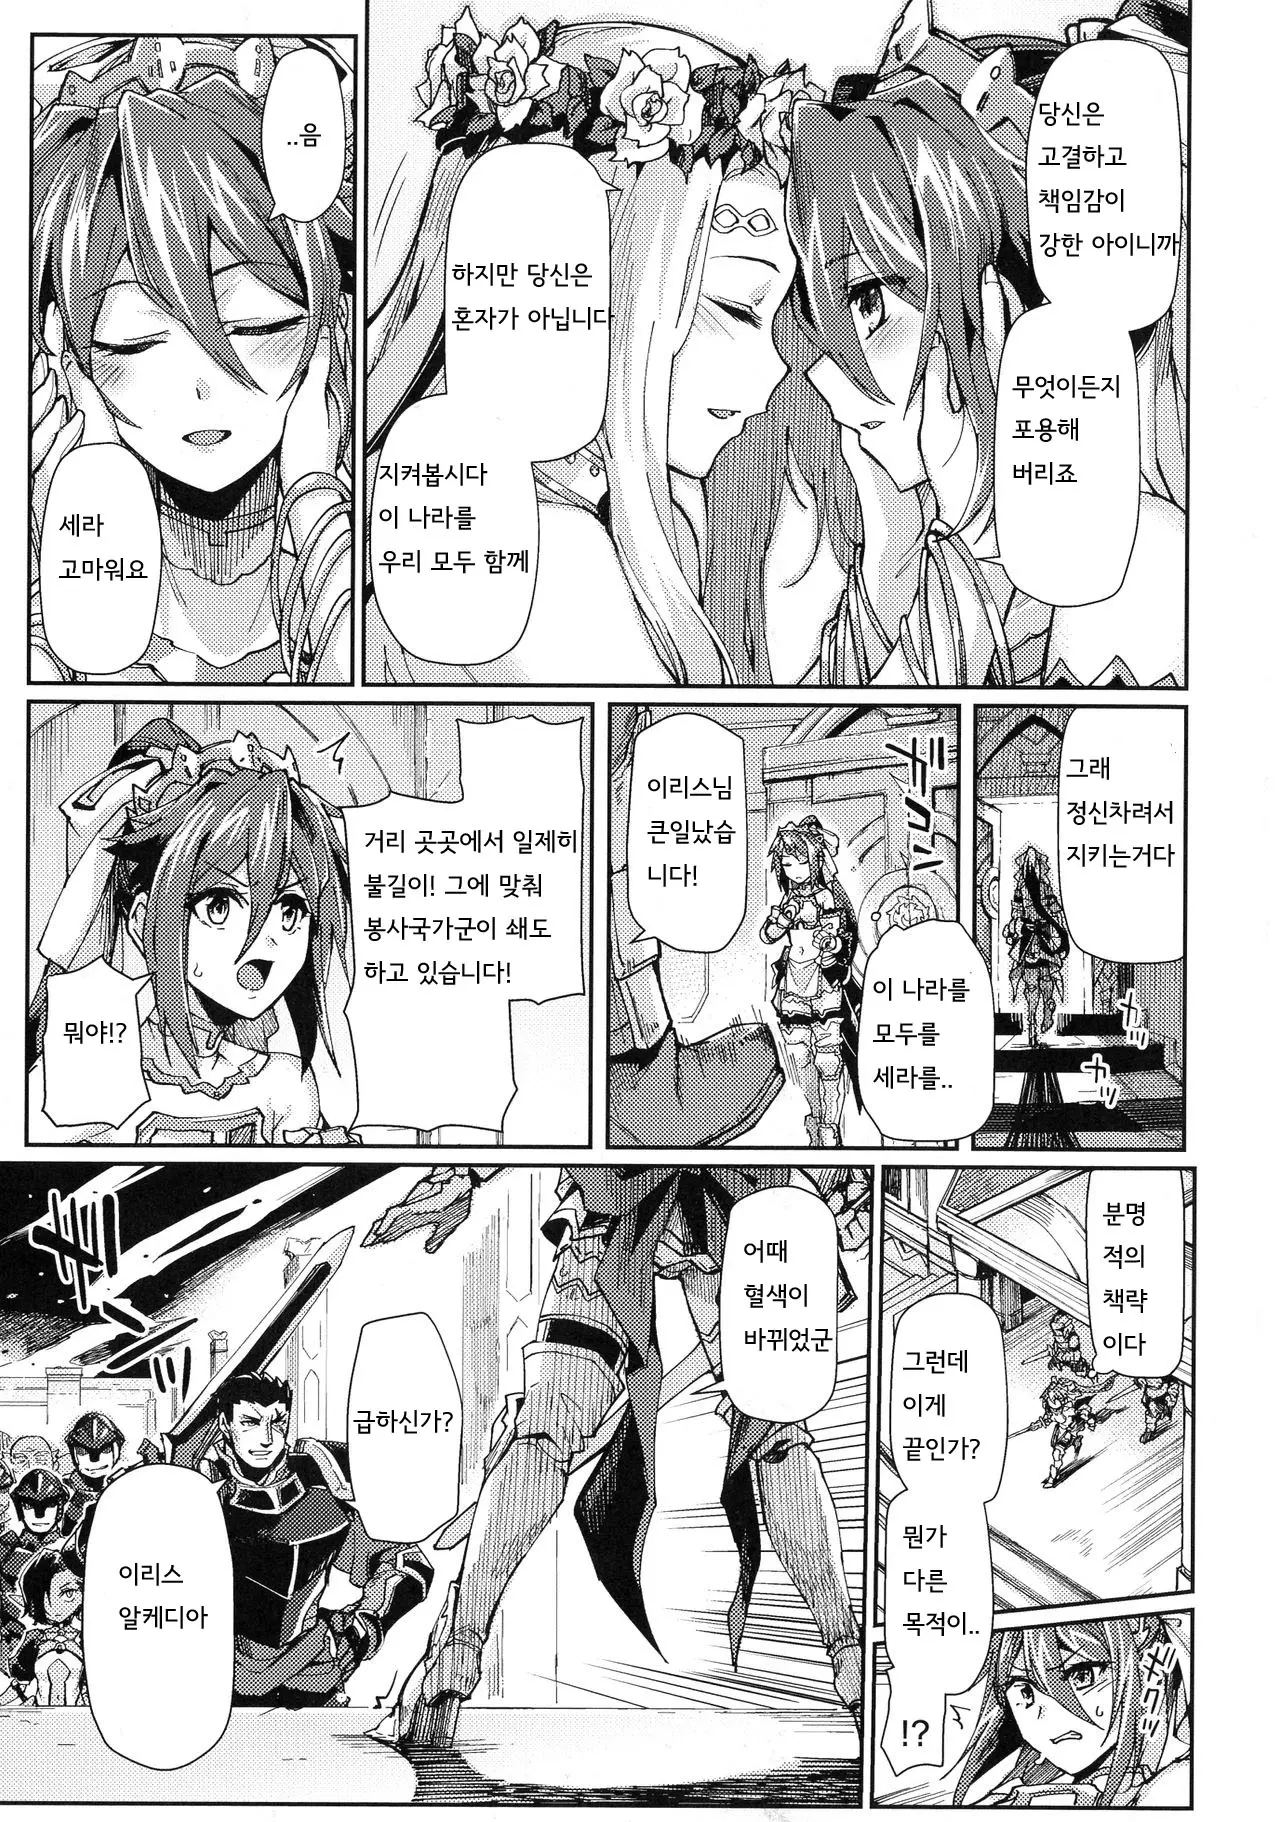 당신은
고결하고
책임감이
강한 아이니까
무엇이든지
포용해
버리죠
하지만 당신은
혼자가 아닙니다
지켜봅시다
이 나라를
우리 모두 함께
..음
세라
고마워요
그래
정신차려서
지키는거다
カッ
カッ
이 나라를
모두를
세라를..
이리스님
큰일났습
니다!
거리 곳곳에서 일제히
불길이! 그에 맞춰
봉사국가군이 쇄도
하고 있습니다!
뭐야!?
분명
적의
책략
이다
그런데
이게
끝인가?
뭔가
다른
목적이..
!?
어때
혈색이
바뀌었군
급하신가?
이리스
알케디아